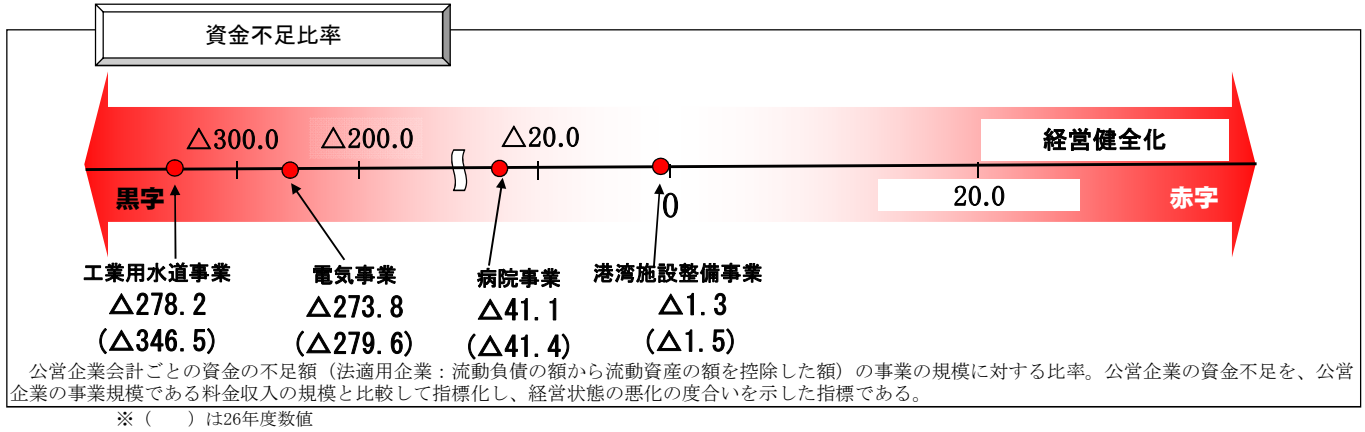 資金不足比率
△300.0
△200.0
△20.0
経営健全化
黒字
0
20.0
赤字
工業用水道事業
△278.2
(△346.5)
電気事業
△273.8
(△279.6)
病院事業
△41.1
(△41.4)
港湾施設整備事業
△1.3
(△1.5)
公営企業会計ごとの資金の不足額（法適用企業：流動負債の額から流動資産の額を控除した額）の事業の規模に対する比率。公営企業の資金不足を、公営
企業の事業規模である料金収入の規模と比較して指標化し、経営状態の悪化の度合いを示した指標である。
※（　　）は26年度数値